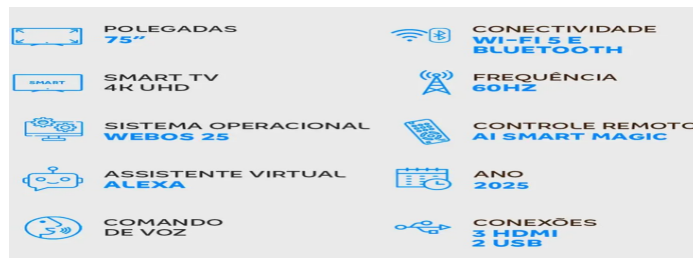 POLEGADAS
75"
SMART
SMART TV
4K UHD
SISTEMA OPERACIONAL
WEBOS 25
ASSISTENTE VIRTUAL
ALEXA
COMANDO
DE VOZ
CONECTIVIDADE
WI-FI 5 E
BLUETOOTH
FREQUÊNCIA
60HZ
CONTROLE REMOTO
AI SMART MAGIC
ANO
2025
CONEXÕES
3 HDMI
2 USB